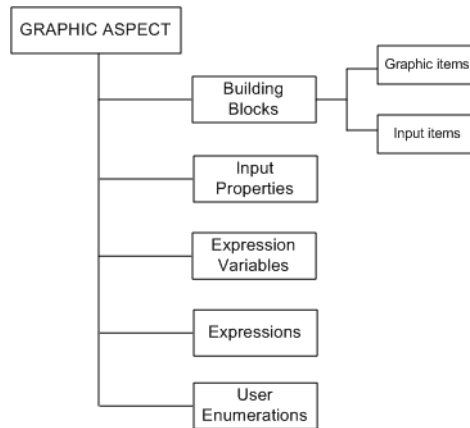 GRAPHIC ASPECT
Building
Blocks
Graphic items
Input items
Input
Properties
Expression
Variables
Expressions
User
Enumerations